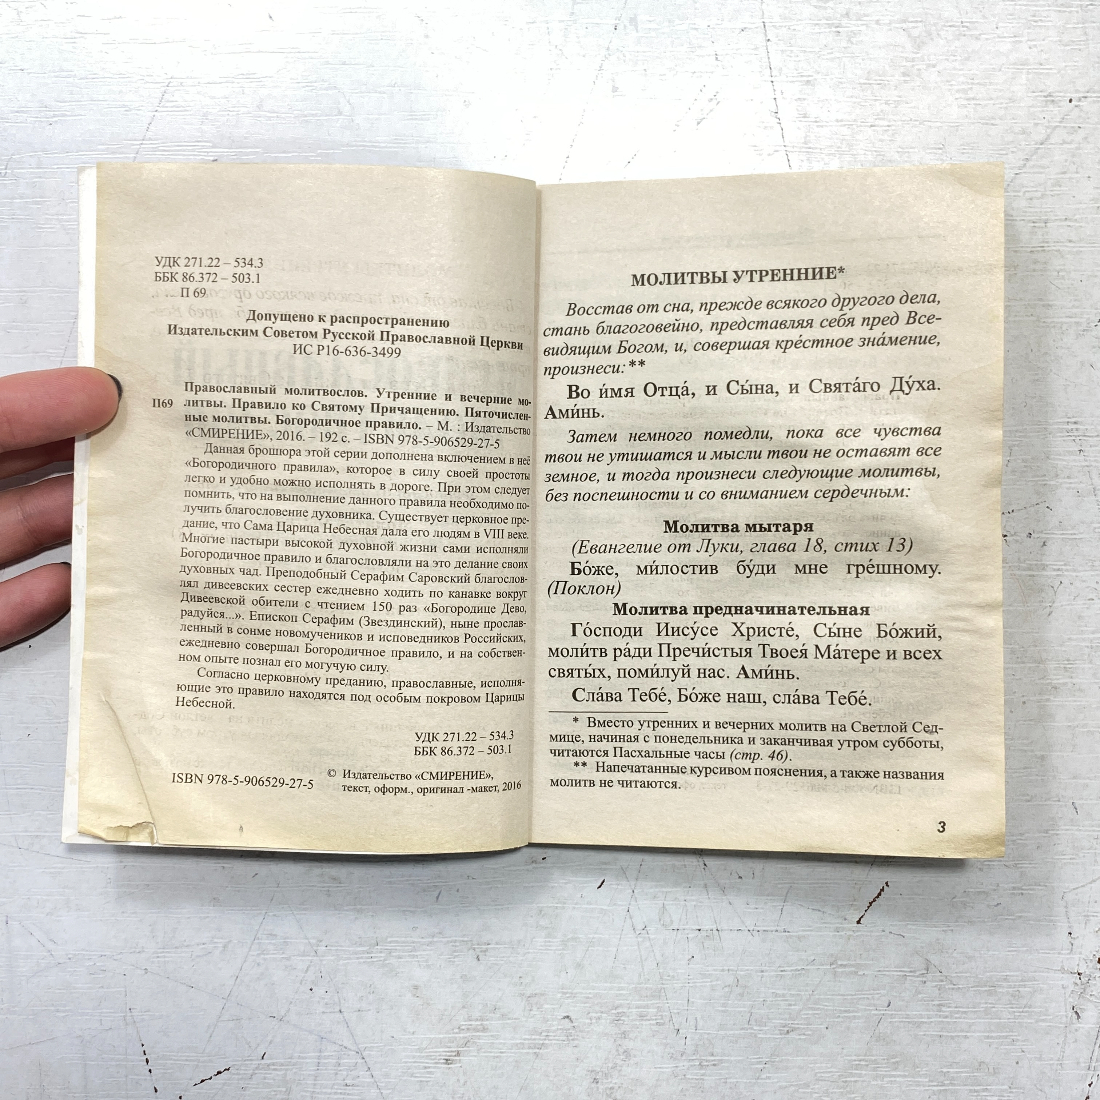 УДК 271.22 – 534.3
ББК 86.372 – 503.1
П 69
Допущено к распространению
Издательским Советом Русской Православной Церкви
ИС Р16-636-3499
Православный молитвослов. Утренние и вечерние мо-
П69 литвы. Правило ко Святому Причащению. Пяточислен-
ные молитвы. Богородичное правило. – М. : Издательство
«СМИРЕНИЕ», 2016. – 192 с. – ISBN 978-5-906529-27-5
Данная брошюра этой серии дополнена включением в неё
«Богородичного правила», которое в силу своей простоты
легко и удобно можно исполнять в дороге. При этом следует
помнить, что на выполнение данного правила необходимо по-
лучить благословение духовника. Существует церковное пре-
дание, что Сама Царица Небесная дала его людям в VIII веке.
Многие пастыри высокой духовной жизни сами исполняли
Богородичное правило и благословляли на это делание своих
духовных чад. Преподобный Серафим Саровский благослов-
лял дивеевских сестер ежедневно ходить по канавке вокруг
Дивеевской обители с чтением 150 раз «Богородице Дево,
радуйся...». Епископ Серафим (Звездинский), ныне прослав-
ленный в сонме новомучеников и исповедников Российских,
ежедневно совершал Богородичное правило, и на собствен-
ном опыте познал его могучую силу.
Согласно церковному преданию, православные, исполня-
ющие это правило находятся под особым покровом Царицы
Небесной.
УДК 271.22 – 534.3
ББК 86.372 – 503.1
ISBN 978-5-906529-27-5
© Издательство «СМИРЕНИЕ»,
текст, оформ., оригинал -макет, 2016
МОЛИТВЫ УТРЕННИЕ*
Восстав от сна, прежде всякого другого дела,
стань благоговейно, представляя себя пред Все-
видящим Богом, и, совершая кре́стное зна́мение,
произнеси:**
Во и́мя Отца́, и Сы́на, и Свята́го Ду́ха.
Ами́нь.
Затем немного помедли, пока все чувства
твои не утишатся и мысли твои не оставят все
земное, и тогда произнеси следующие молитвы,
без поспешности и со вниманием сердечным:
Молитва мытаря
(Евангелие от Луки, глава 18, стих 13)
Бо́же, ми́лостив бу́ди мне гре́шному.
(Поклон)
Молитва предначинательная
Го́споди Иису́се Христе́, Сы́не Бо́жий,
моли́тв ра́ди Пречи́стыя Твоея́ Ма́тере и всех
святы́х, поми́луй нас. Ами́нь.
Сла́ва Тебе́, Бо́же наш, сла́ва Тебе́.
* Вместо утренних и вечерних молитв на Светлой Сед-
мице, начиная с понедельника и заканчивая утром субботы,
читаются Пасхальные часы (стр. 46).
** Напечатанные курсивом пояснения, а также названия
молитв не читаются.
3